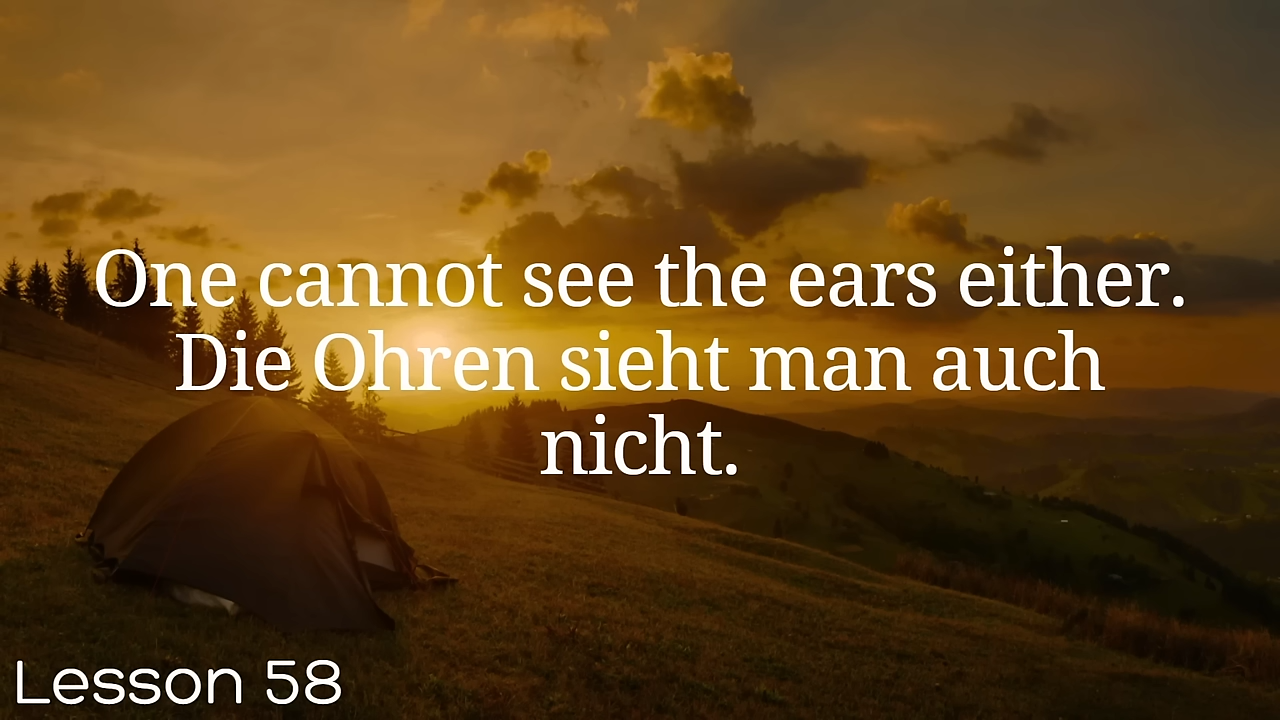 One cannot see the ears either.
Die Ohren sieht man auch
nicht.
Lesson 58